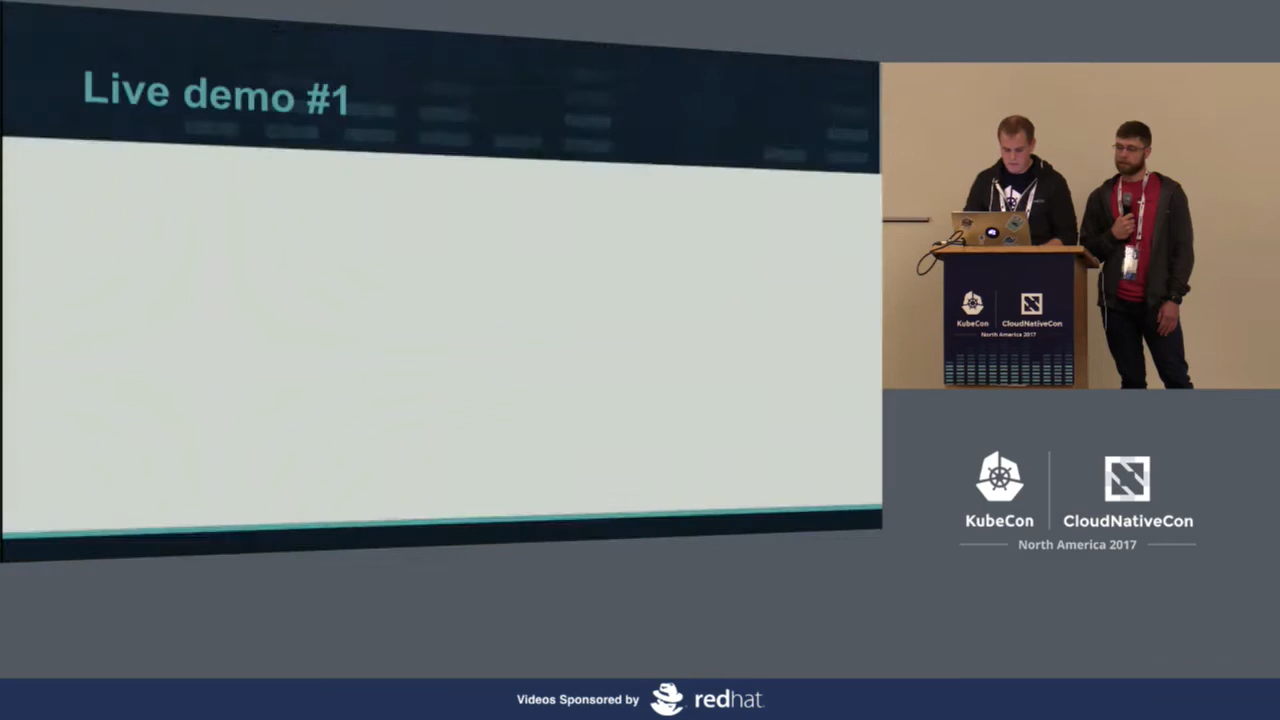 Live demo #1
KubeCon
CloudNativeCon
North America 2017
KubeCon
CloudNativeCon
North America 2017
Videos Sponsored by
redhat.